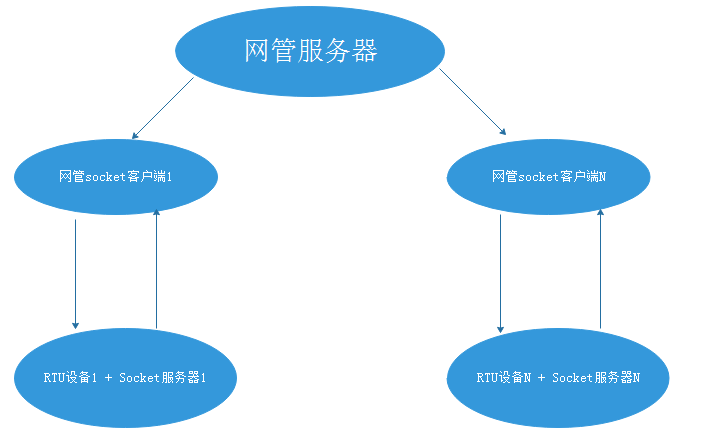 网管服务器
网管socket客户端1
网管socket客户端N
RTU设备1 + Socket服务器1
RTU设备N + Socket服务器N